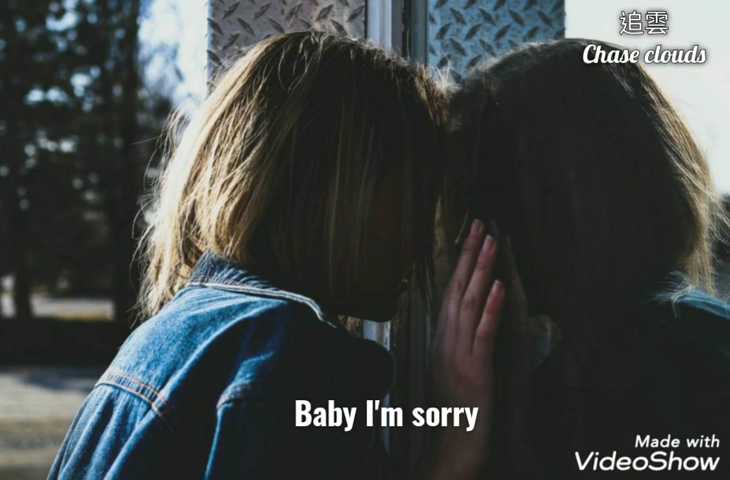 追雲
Chase clouds
Baby I'm sorry
Made with
VideoShow